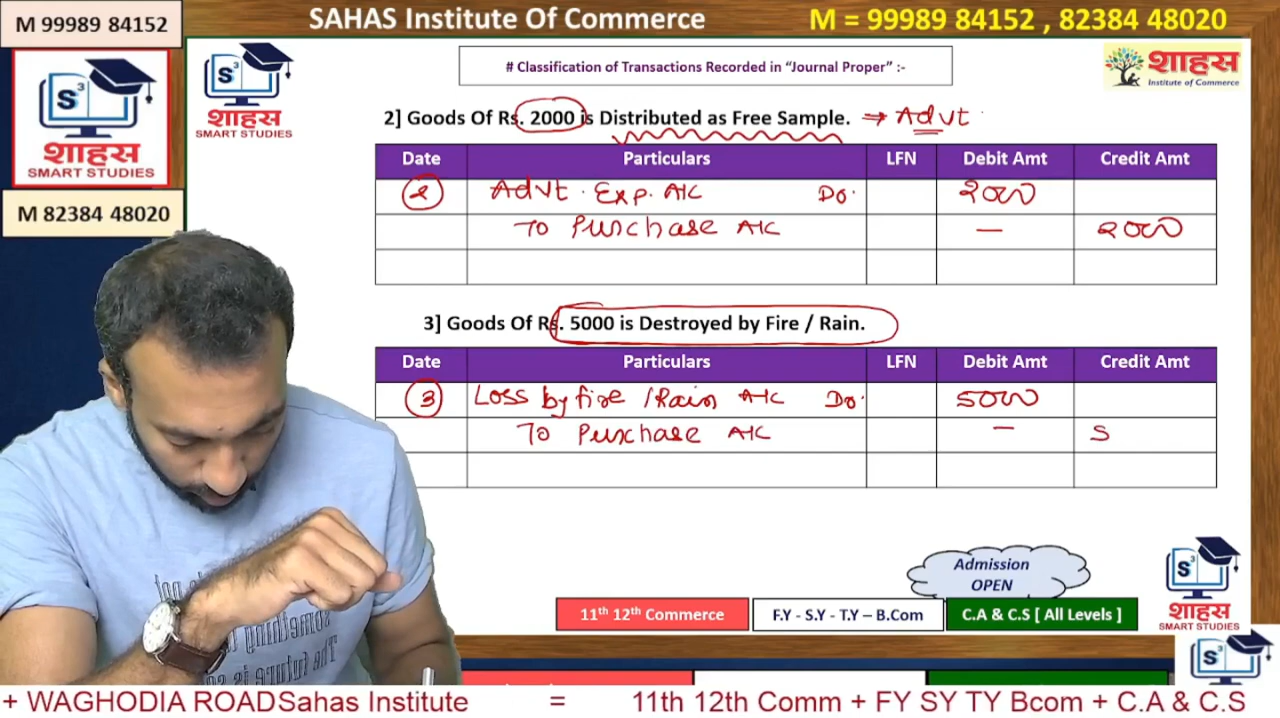 SAHAS Institute Of Commerce
M = 99989 84152 , 82384 48020
M 99989 84152
S³
शाहस
SMART STUDIES
M 82384 48020
S³
शाहस
SMART STUDIES
# Classification of Transactions Recorded in “Journal Proper” :-
शाहस
Institute of Commerce
2] Goods Of Rs. 2000 is Distributed as Free Sample. → Advt
Date Particulars LFN Debit Amt Credit Amt
2 Advt. Exp. A/C Dr. 2000
To Purchase A/C — 2000
3] Goods Of Rs. 5000 is Destroyed by Fire / Rain.
Date Particulars LFN Debit Amt Credit Amt
3 Loss by fire / Rain A/C Dr. 5000
To Purchase A/C — 5
Admission
OPEN
11th 12th Commerce
F.Y - S.Y - T.Y – B.Com
C.A & C.S [ All Levels ]
S³
शाहस
SMART STUDIES
S³
+ WAGHODIA ROADSahas Institute = 11th 12th Comm + FY SY TY Bcom + C.A & C.S